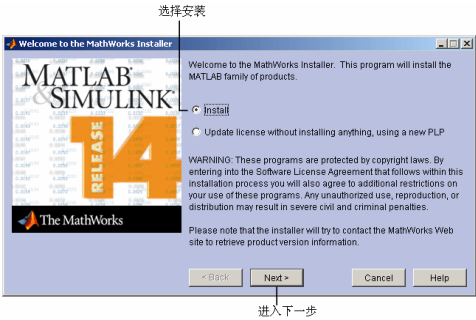 选择安装
Welcome to the MathWorks Installer
MATLAB
& SIMULINK
RELEASE
14
The MathWorks
Welcome to the MathWorks Installer. This program will install the
MATLAB family of products.
Install
Update license without installing anything, using a new PLP
WARNING: These programs are protected by copyright laws. By
entering into the Software License Agreement that follows within this
installation process you will also agree to additional restrictions on
your use of these programs. Any unauthorized use, reproduction, or
distribution may result in severe civil and criminal penalties.
Please note that the installer will try to contact the MathWorks Web
site to retrieve product version information.
< Back
Next >
Cancel
Help
进入下一步